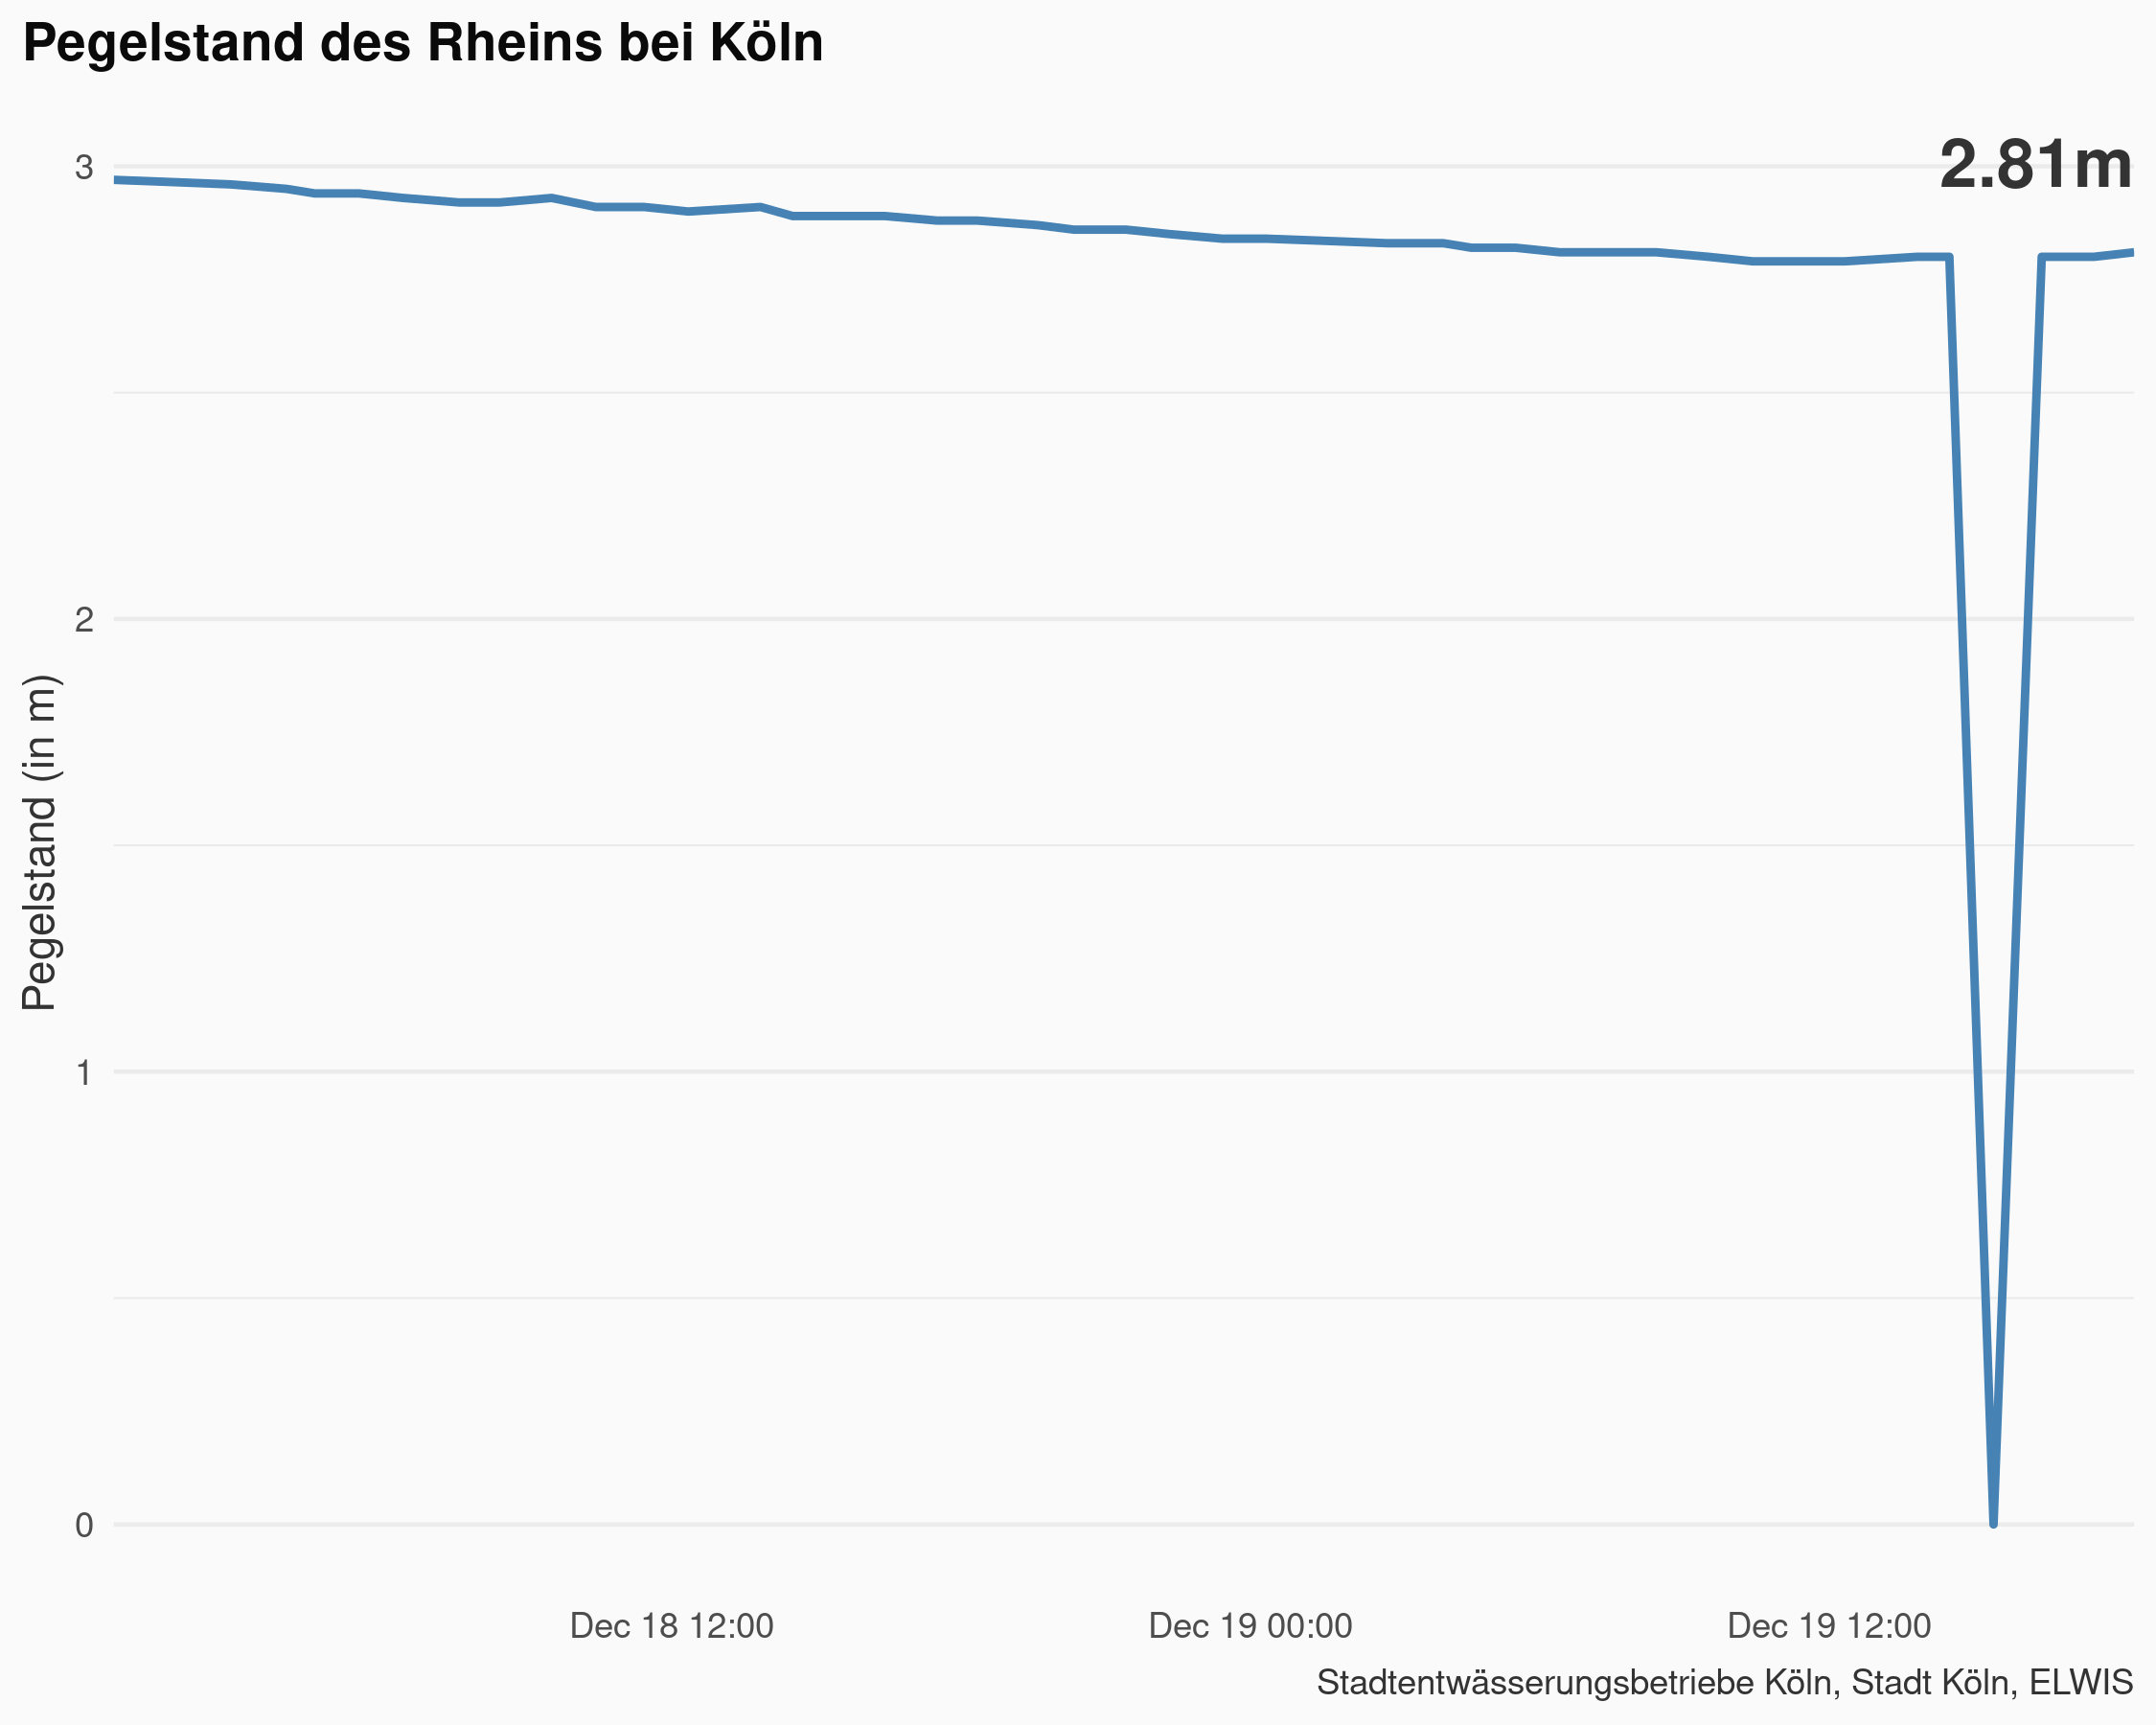 Pegelstand des Rheins bei Köln
2.81m
3
2
1
0
Pegelstand (in m)
Dec 18 12:00
Dec 19 00:00
Dec 19 12:00
Stadtentwässerungsbetriebe Köln, Stadt Köln, ELWIS